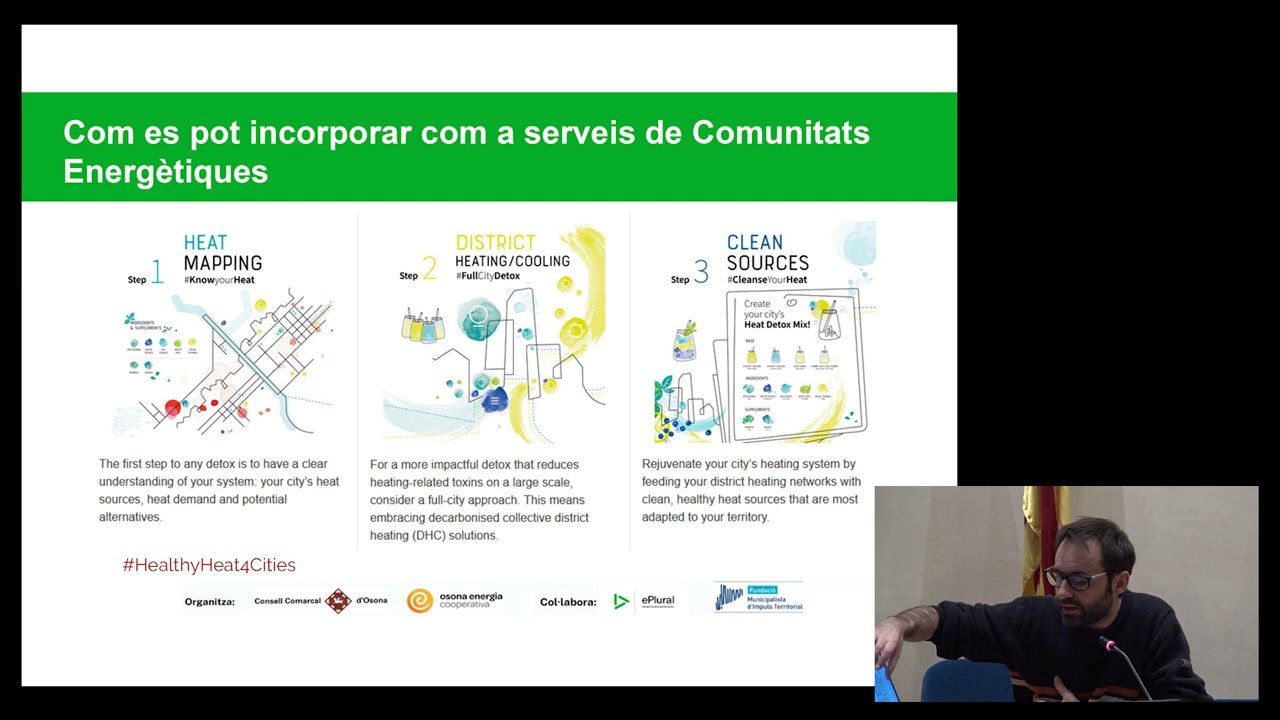 Com es pot incorporar com a serveis de Comunitats
Energètiques
Step 1
HEAT
MAPPING
#KnowyourHeat
INGREDIENTS
& SUPPLEMENTS
The first step to any detox is to have a clear
understanding of your system: your city's heat
sources, heat demand and potential
alternatives.
Step 2
DISTRICT
HEATING/COOLING
#FullCityDetox
For a more impactful detox that reduces
heating-related toxins on a large scale,
consider a full-city approach. This means
embracing decarbonised collective district
heating (DHC) solutions.
Step 3
CLEAN
SOURCES
#CleanseYourHeat
Create
your city's
Heat Detox Mix!
BASE
INGREDIENTS
SUPPLEMENTS
Rejuvenate your city's heating system by
feeding your district heating networks with
clean, healthy heat sources that are most
adapted to your territory.
#HealthyHeat4Cities
Organitza:
Consell Comarcal d'Osona
osona energia
cooperativa
Col·labora:
ePlural
Fundació
Municipalista
d'Impuls Territorial